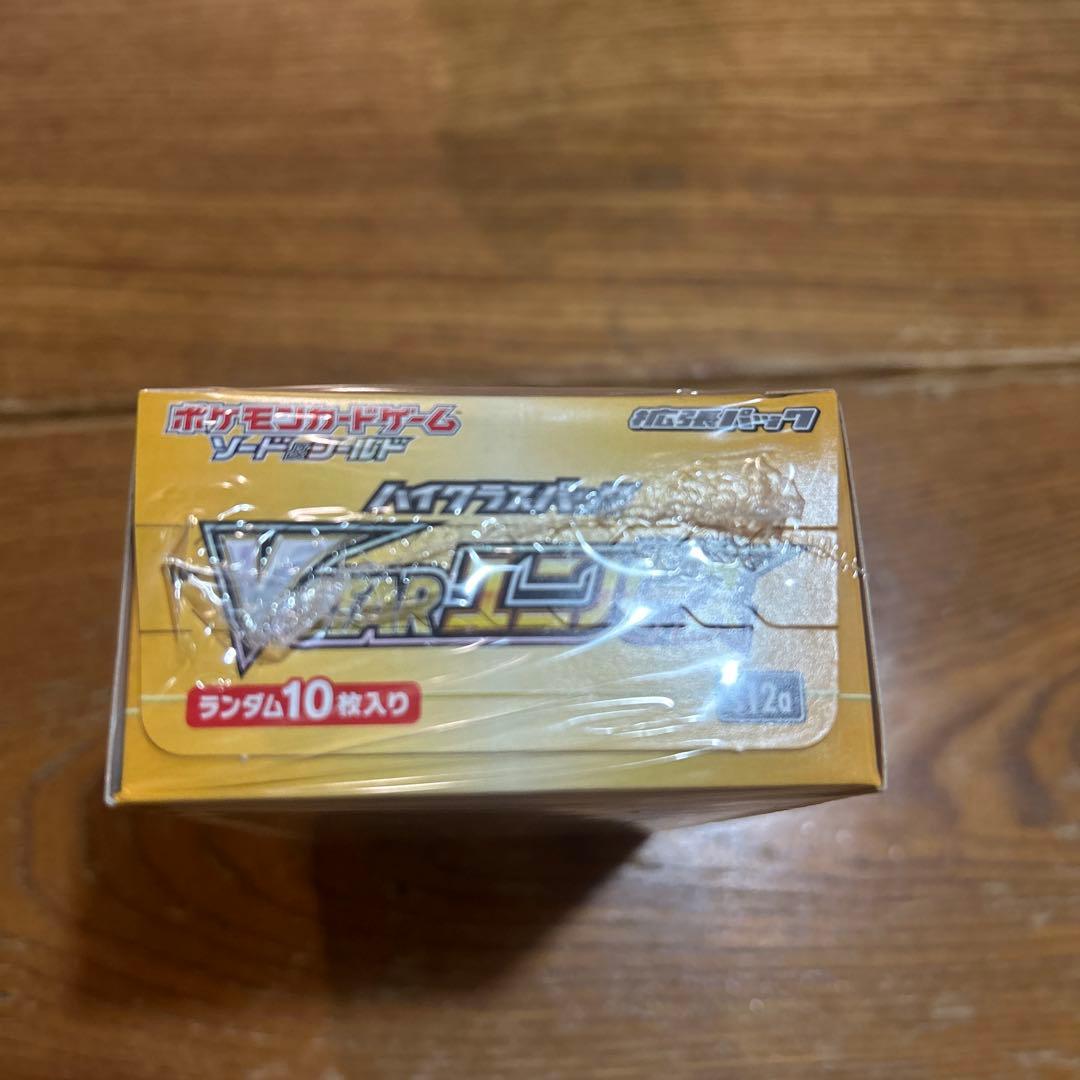 ポケモンカードゲーム
拡張パック
ソード&シールド
ハイクラスパック
VSTARユニバース
ランダム10枚入り
s12a